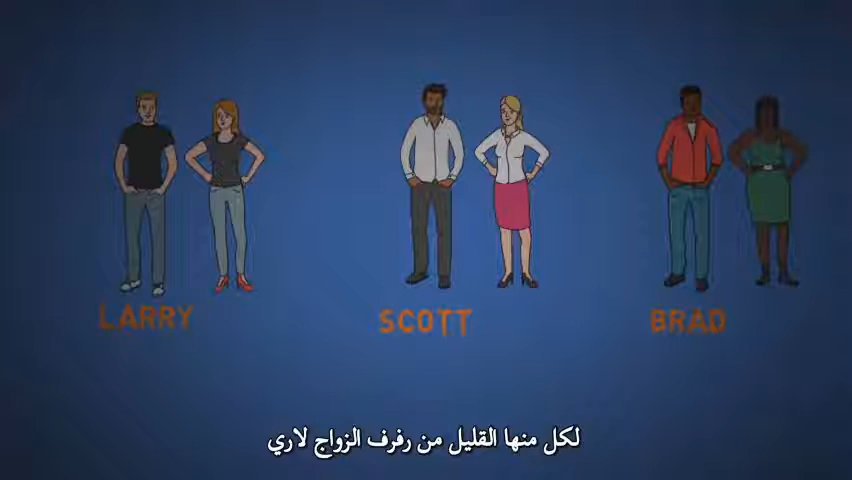 LARRY
SCOTT
BRAD
لكل منها القليل من رفرف الزواج لاري